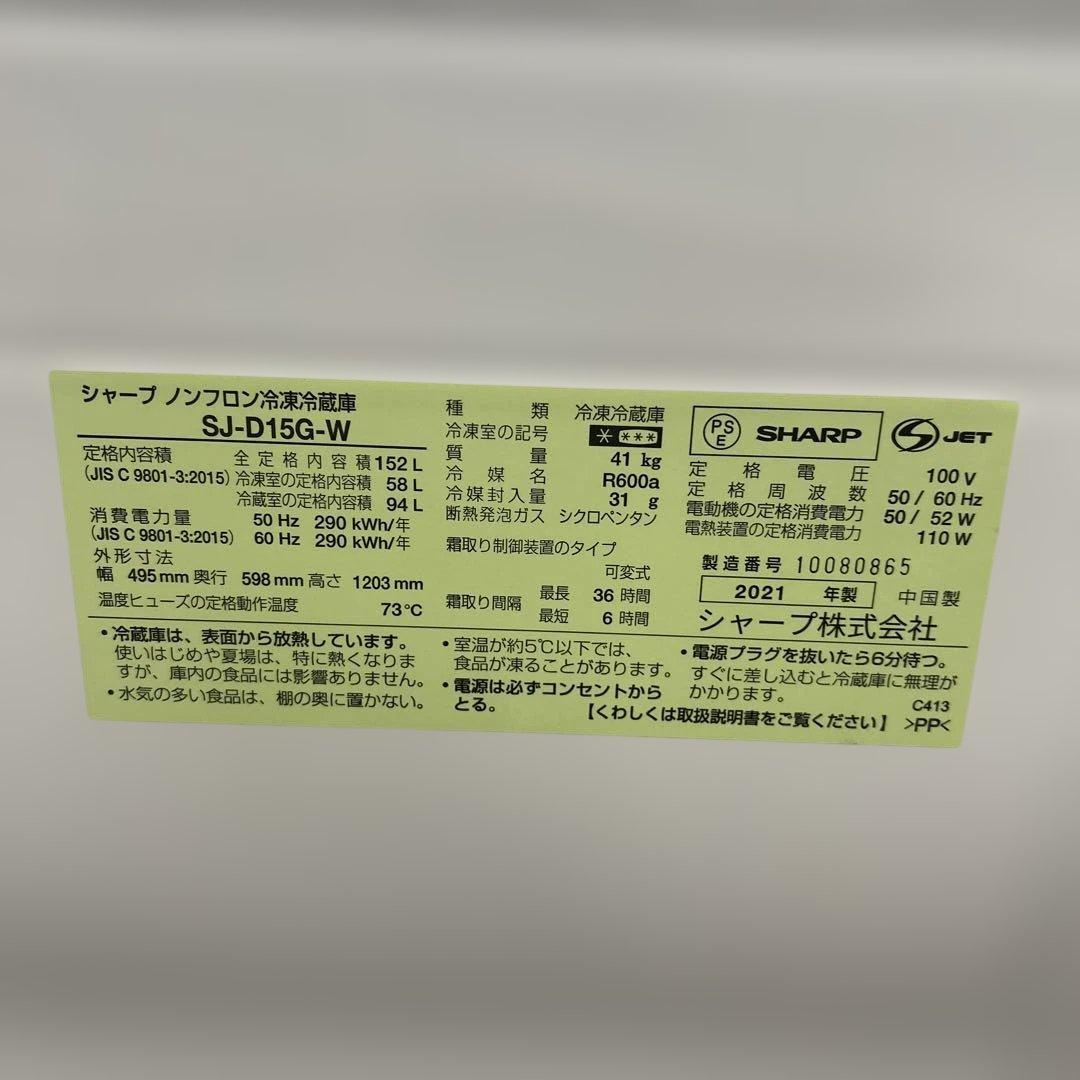 シャープ ノンフロン冷凍冷蔵庫
SJ-D15G-W
定格内容積 全定格内容積 152 L
(JIS C 9801-3:2015) 冷凍室の定格内容積 58 L
冷蔵室の定格内容積 94 L
消費電力量 50 Hz 290 kWh/年
(JIS C 9801-3:2015) 60 Hz 290 kWh/年
外形寸法
幅 495 mm 奥行 598 mm 高さ 1203 mm
温度ヒューズの定格動作温度 73℃
種類 冷凍冷蔵庫
冷凍室の記号 * ***
質量 41 kg
冷媒名 R600a
冷媒封入量 31 g
断熱発泡ガス シクロペンタン
霜取り制御装置のタイプ
可変式
霜取り間隔 最長 36 時間
最短 6 時間
PSE SHARP JET
定格電圧 100 V
定格周波数 50 / 60 Hz
電動機の定格消費電力 50 / 52 W
電熱装置の定格消費電力 110 W
製造番号 10080865
2021 年製 中国製
シャープ株式会社
・冷蔵庫は、表面から放熱しています。
使いはじめや夏場は、特に熱くなりま
すが、庫内の食品には影響ありません。
・水気の多い食品は、棚の奥に置かない。
・室温が約5℃以下では、
食品が凍ることがあります。
・電源は必ずコンセントから
とる。
・電源プラグを抜いたら6分待つ。
すぐに差し込むと冷蔵庫に無理が
かかります。
C413
【くわしくは取扱説明書をご覧ください】 >PP<